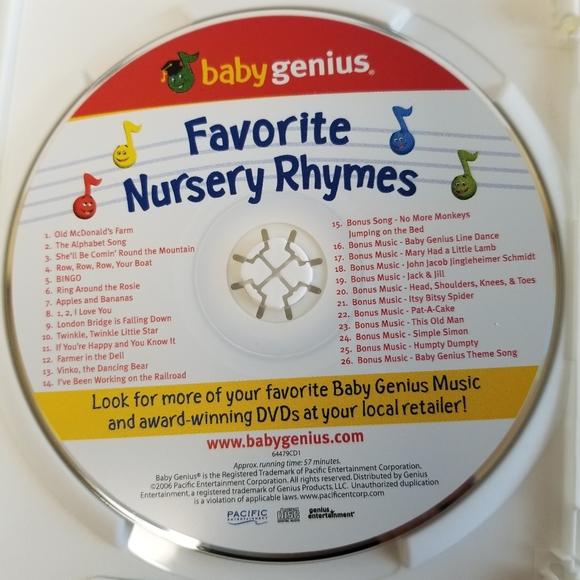 baby genius®
Favorite
Nursery Rhymes
1. Old McDonald's Farm
2. The Alphabet Song
3. She'll Be Comin' Round the Mountain
4. Row, Row, Row, Your Boat
5. BINGO
6. Ring Around the Rosie
7. Apples and Bananas
8. 1, 2, I Love You
9. London Bridge is Falling Down
10. Twinkle, Twinkle Little Star
11. If You're Happy and You Know It
12. Farmer in the Dell
13. Vinko, the Dancing Bear
14. I've Been Working on the Railroad
15. Bonus Song - No More Monkeys
Jumping on the Bed
16. Bonus Music - Baby Genius Line Dance
17. Bonus Music - Mary Had a Little Lamb
18. Bonus Music - John Jacob Jingleheimer Schmidt
19. Bonus Music - Jack & Jill
20. Bonus Music - Head, Shoulders, Knees, & Toes
21. Bonus Music - Itsy Bitsy Spider
22. Bonus Music - Pat-A-Cake
23. Bonus Music - This Old Man
24. Bonus Music - Simple Simon
25. Bonus Music - Humpty Dumpty
26. Bonus Music - Baby Genius Theme Song
Look for more of your favorite Baby Genius Music
and award-winning DVDs at your local retailer!
www.babygenius.com
64479CD1
Approx. running time: 57 minutes.
Baby Genius® is the Registered Trademark of Pacific Entertainment Corporation.
©2006 Pacific Entertainment Corporation. All rights reserved. Distributed by Genius
Entertainment, a registered trademark of Genius Products, LLC. Unauthorized duplication
is a violation of applicable laws. www.pacificentcorp.com
PACIFIC
ENTERTAINMENT
COMPACT
disc
DIGITAL AUDIO
genius
entertainment®